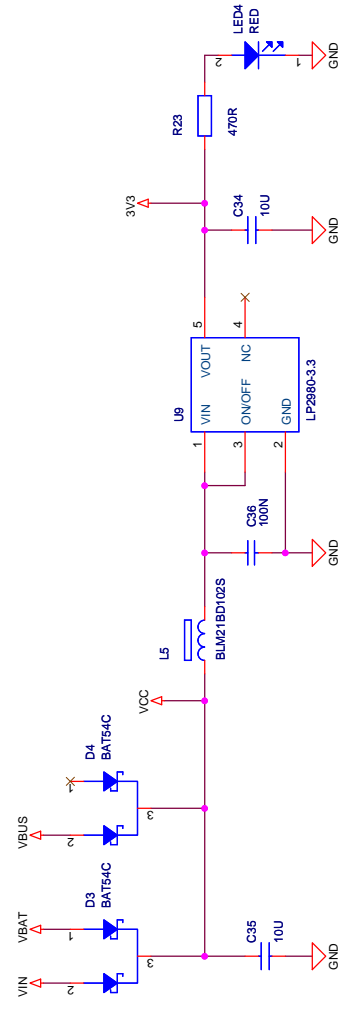 VIN
VBAT
VBUS
VCC
3V3
D3
BAT54C
2
1
3
D4
BAT54C
2
1
3
C35
10U
GND
L5
BLM21BD102S
C36
100N
GND
U9
1
VIN
VOUT
5
3
ON/OFF
NC
4
2
GND
LP2980-3.3
C34
10U
GND
R23
470R
LED4
RED
2
1
GND